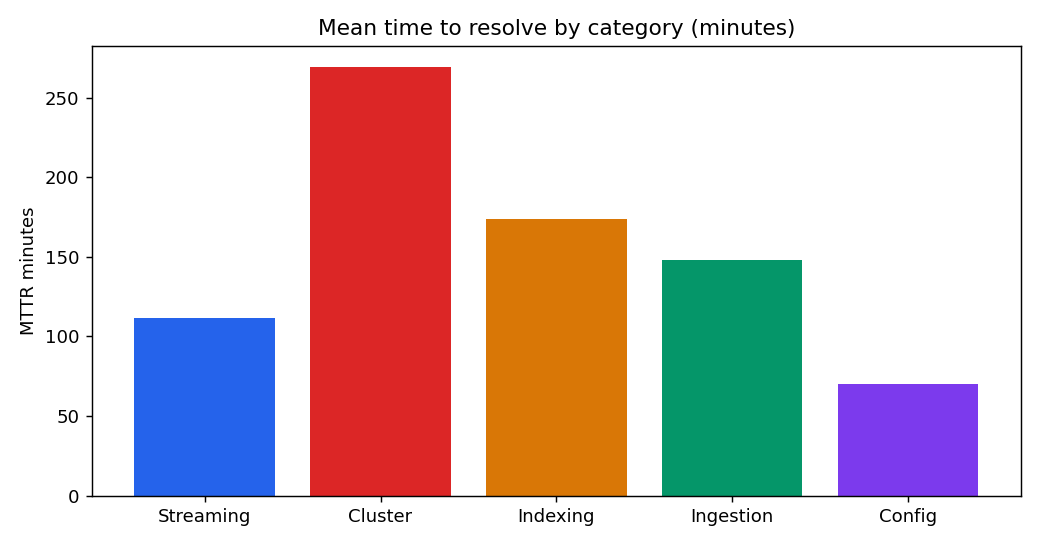 Mean time to resolve by category (minutes)
MTTR minutes
250
200
150
100
50
0
Streaming Cluster Indexing Ingestion Config